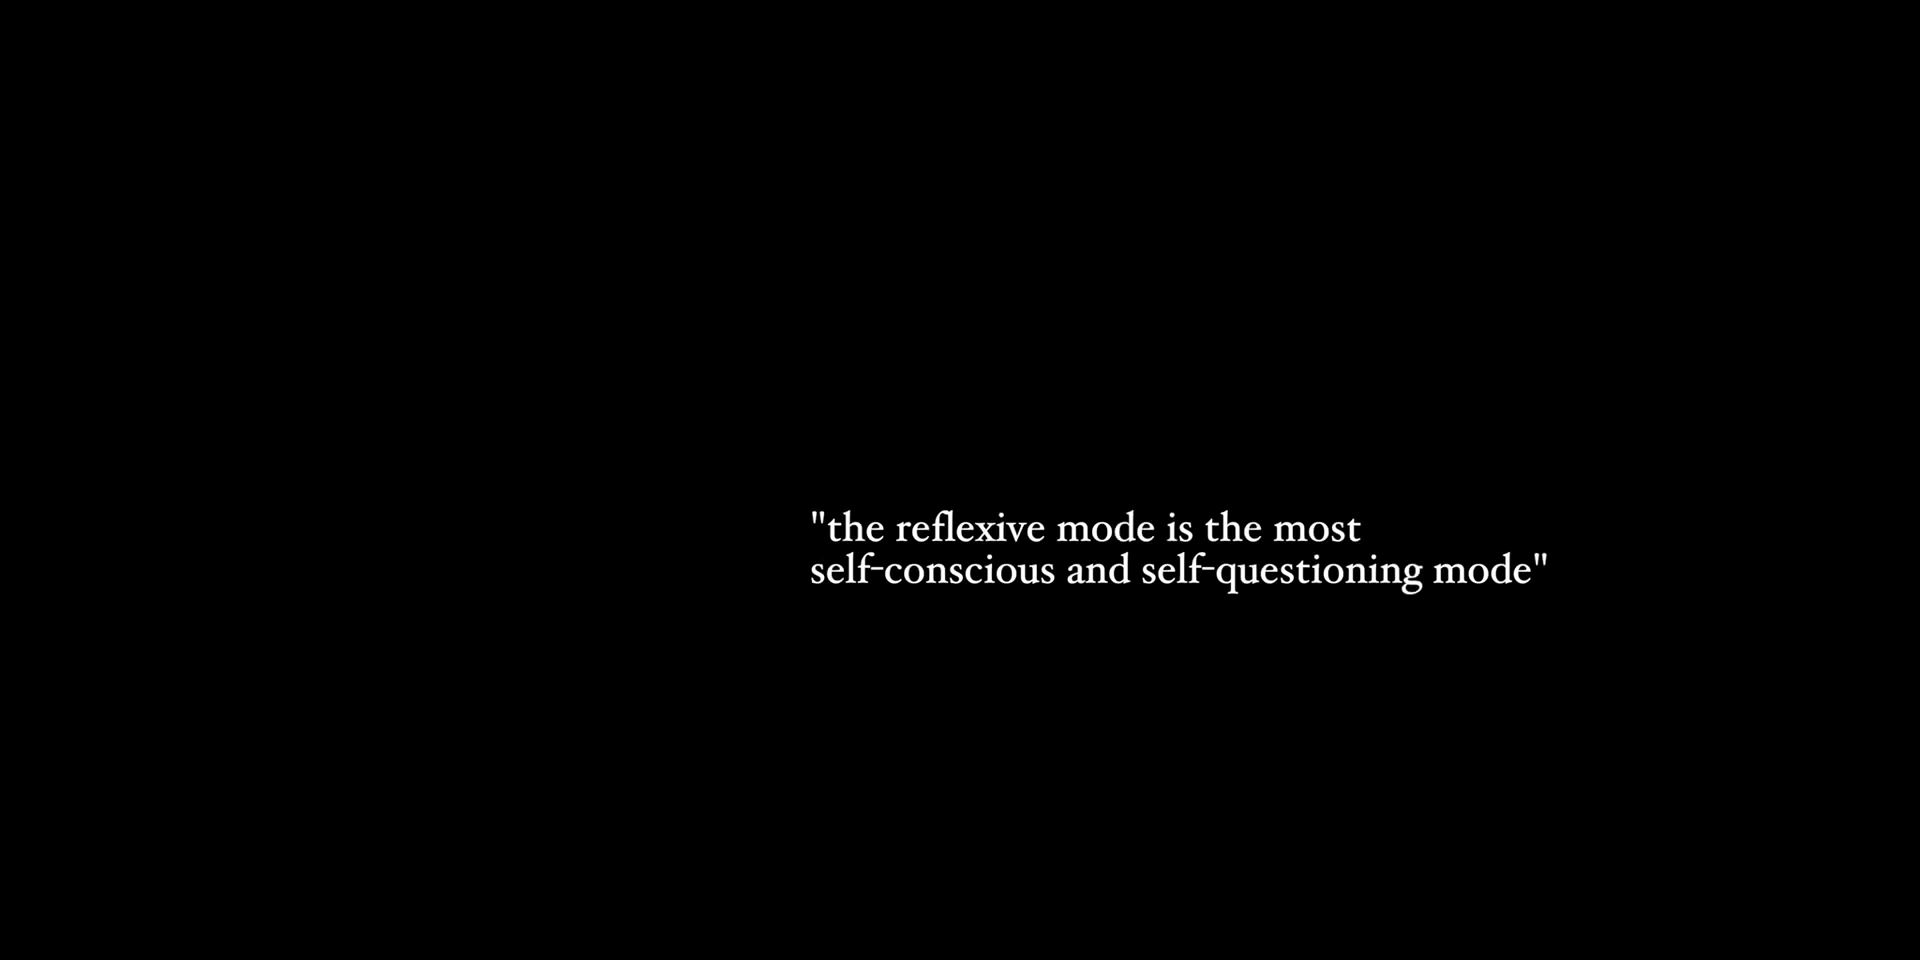 "the reflexive mode is the most
self-conscious and self-questioning mode"